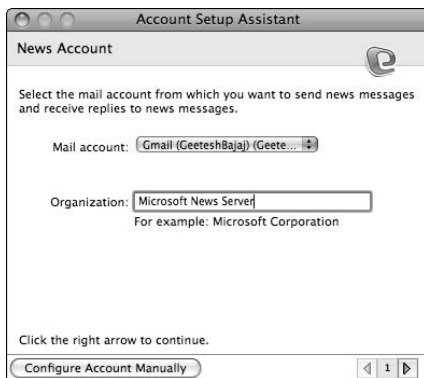 Account Setup Assistant
News Account
Select the mail account from which you want to send news messages
and receive replies to news messages.
Mail account: Gmail (GeeteshBajaj) (Geete...
Organization: Microsoft News Server
For example: Microsoft Corporation
Click the right arrow to continue.
Configure Account Manually 1